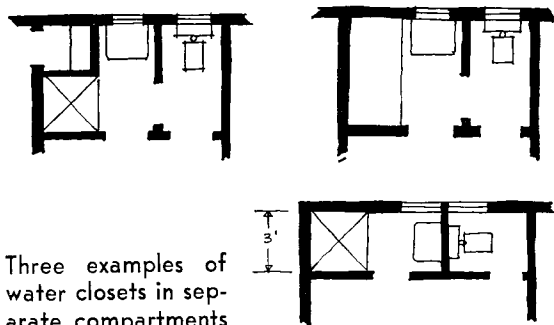 3'
Three examples of
water closets in sep-
arate compartments